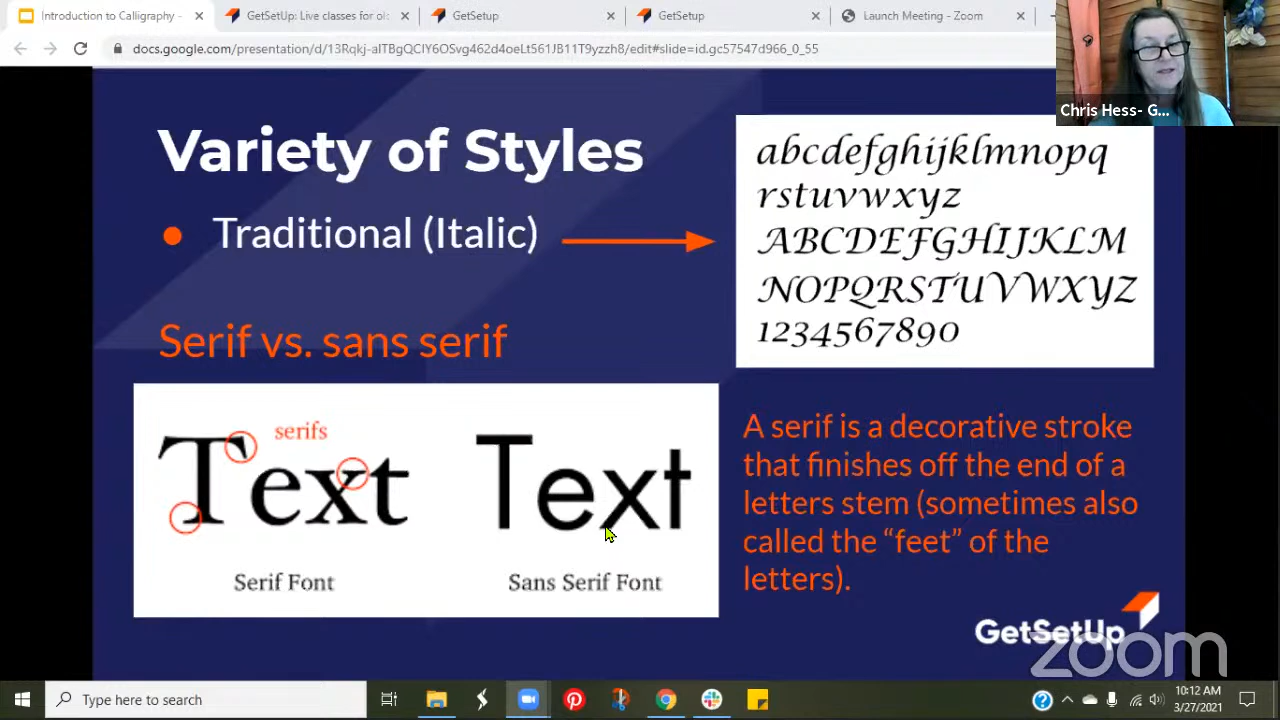 Introduction to Calligraphy -
GetSetUp: Live classes for ol
GetSetup
GetSetup
Launch Meeting - Zoom
docs.google.com/presentation/d/13Rqkj-alTBgQCIY6OSvg462d4oeLt561JB11T9yzzh8/edit#slide=id.gc57547d966_0_55
Chris Hess- G...
Variety of Styles
Traditional (Italic)
abcdefghijklmnopq
rstuvwxyz
ABCDEFGHIJKLM
NOPQRSTUVWXYZ
1234567890
Serif vs. sans serif
serifs
Text
Text
Serif Font
Sans Serif Font
A serif is a decorative stroke
that finishes off the end of a
letters stem (sometimes also
called the “feet” of the
letters).
GetSetUp
zoom
Type here to search
10:12 AM
3/27/2021